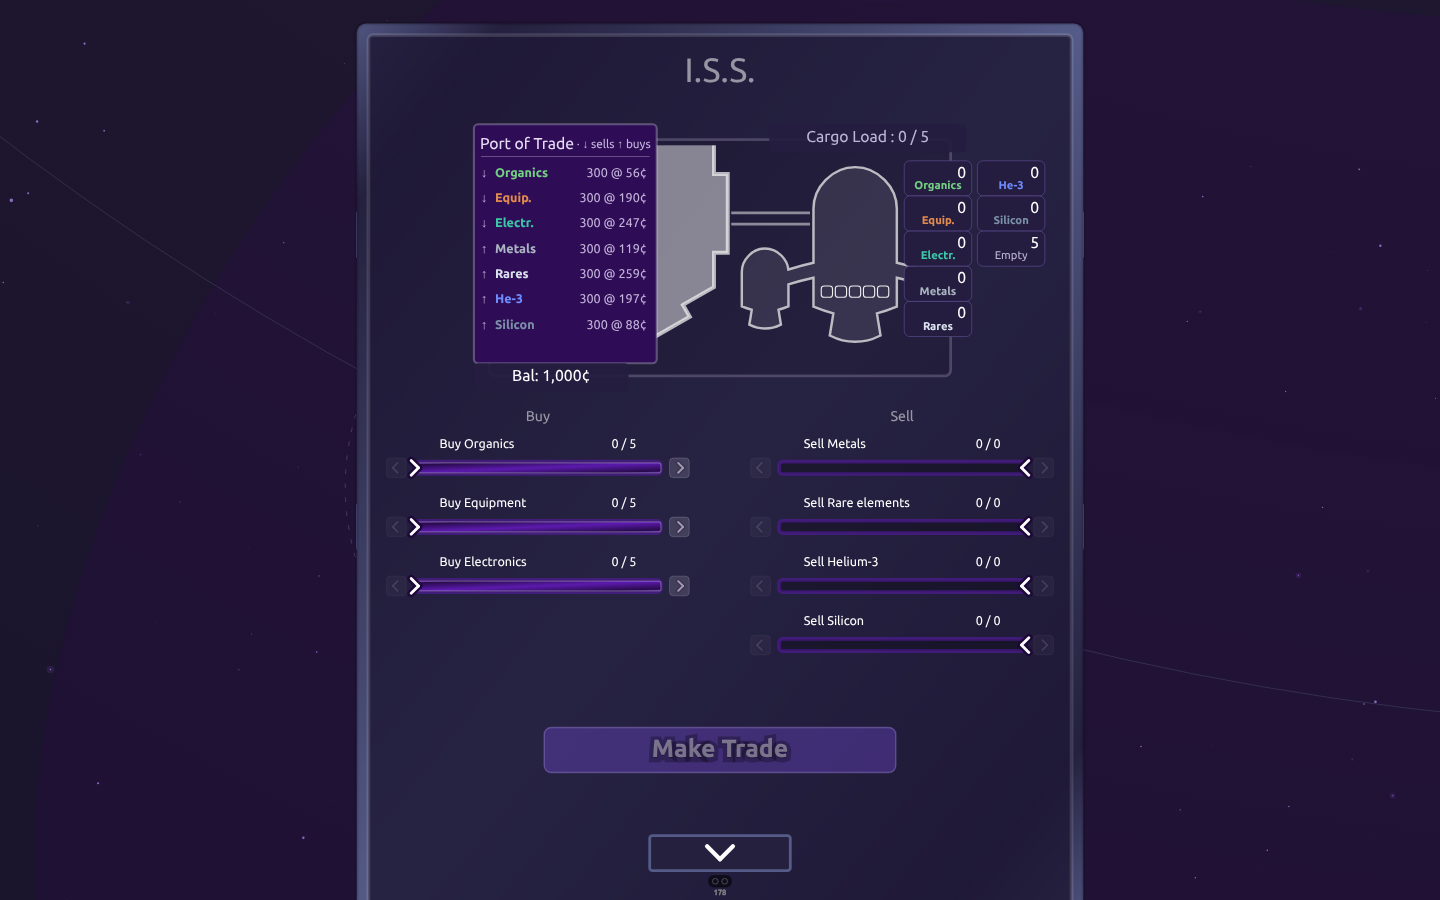 I.S.S.
Port of Trade · ↓ sells ↑ buys
↓ Organics 300 @ 56¢
↓ Equip. 300 @ 190¢
↓ Electr. 300 @ 247¢
↑ Metals 300 @ 119¢
↑ Rares 300 @ 259¢
↑ He-3 300 @ 197¢
↑ Silicon 300 @ 88¢
Bal: 1,000¢
Cargo Load : 0 / 5
0 Organics
0 He-3
0 Equip.
0 Silicon
0 Electr.
5 Empty
0 Metals
0 Rares
Buy
Buy Organics 0 / 5
Buy Equipment 0 / 5
Buy Electronics 0 / 5
Sell
Sell Metals 0 / 0
Sell Rare elements 0 / 0
Sell Helium-3 0 / 0
Sell Silicon 0 / 0
Make Trade
178